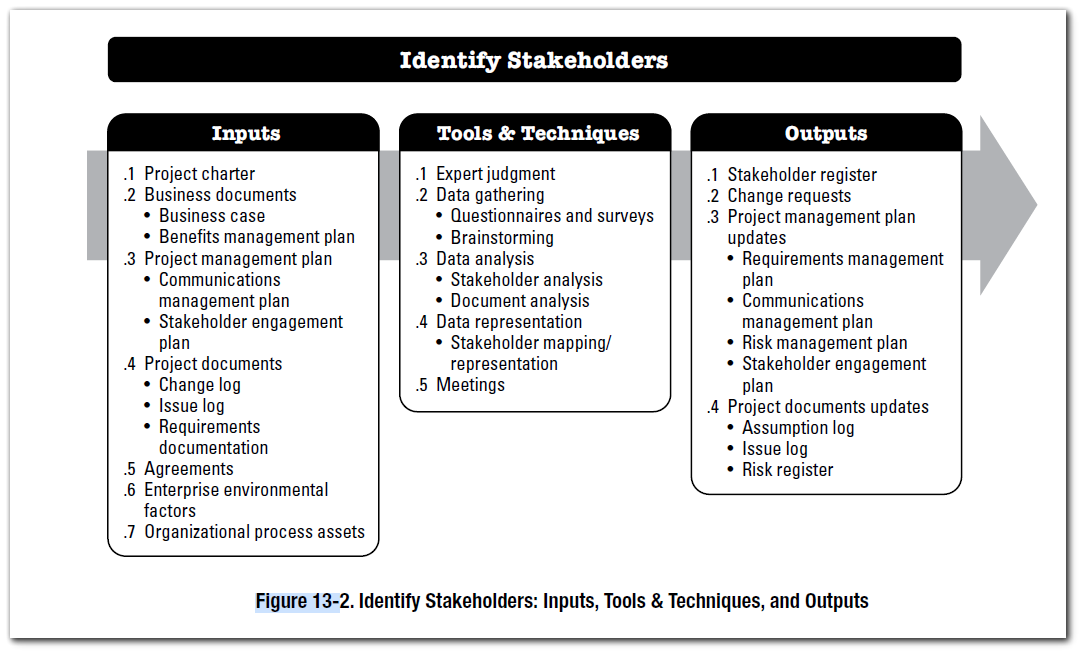 Identify Stakeholders
Inputs
.1 Project charter
.2 Business documents
• Business case
• Benefits management plan
.3 Project management plan
• Communications
management plan
• Stakeholder engagement
plan
.4 Project documents
• Change log
• Issue log
• Requirements
documentation
.5 Agreements
.6 Enterprise environmental
factors
.7 Organizational process assets
Tools & Techniques
.1 Expert judgment
.2 Data gathering
• Questionnaires and surveys
• Brainstorming
.3 Data analysis
• Stakeholder analysis
• Document analysis
.4 Data representation
• Stakeholder mapping/
representation
.5 Meetings
Outputs
.1 Stakeholder register
.2 Change requests
.3 Project management plan
updates
• Requirements management
plan
• Communications
management plan
• Risk management plan
• Stakeholder engagement
plan
.4 Project documents updates
• Assumption log
• Issue log
• Risk register
Figure 13-2. Identify Stakeholders: Inputs, Tools & Techniques, and Outputs